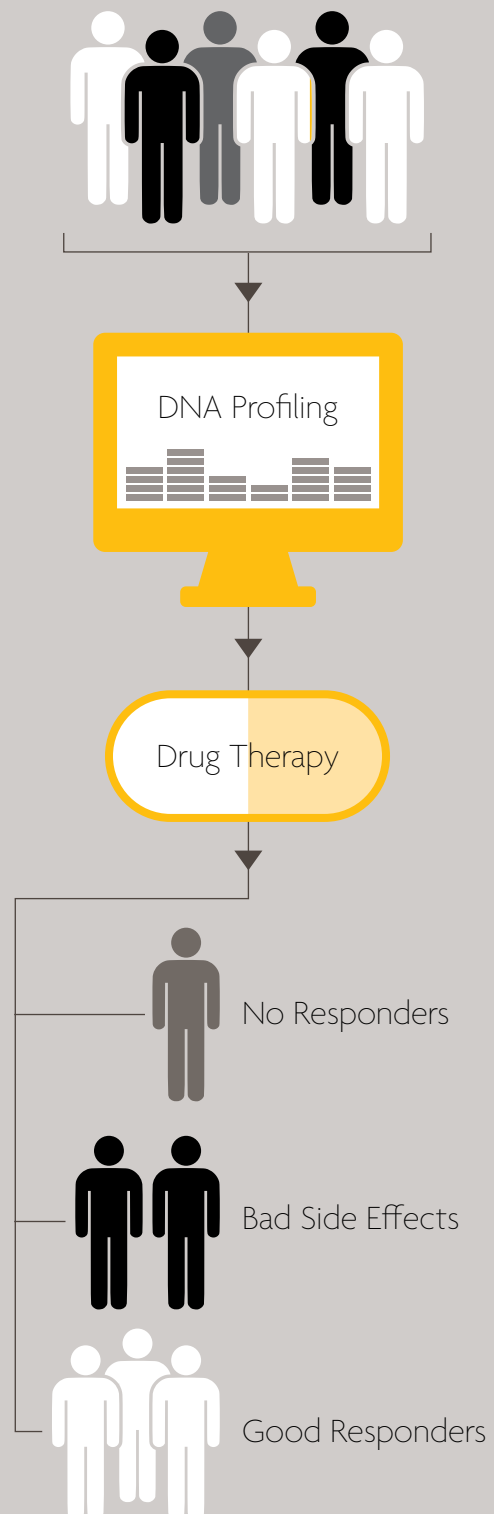 DNA Profiling
Drug Therapy
No Responders
Bad Side Effects
Good Responders